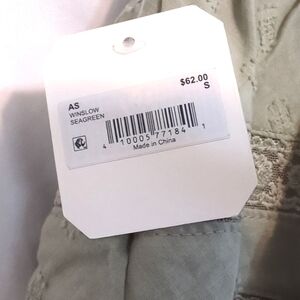 $62.00
S
AS
WINSLOW
SEAGREEN
4 10005 77184 1
Made in China